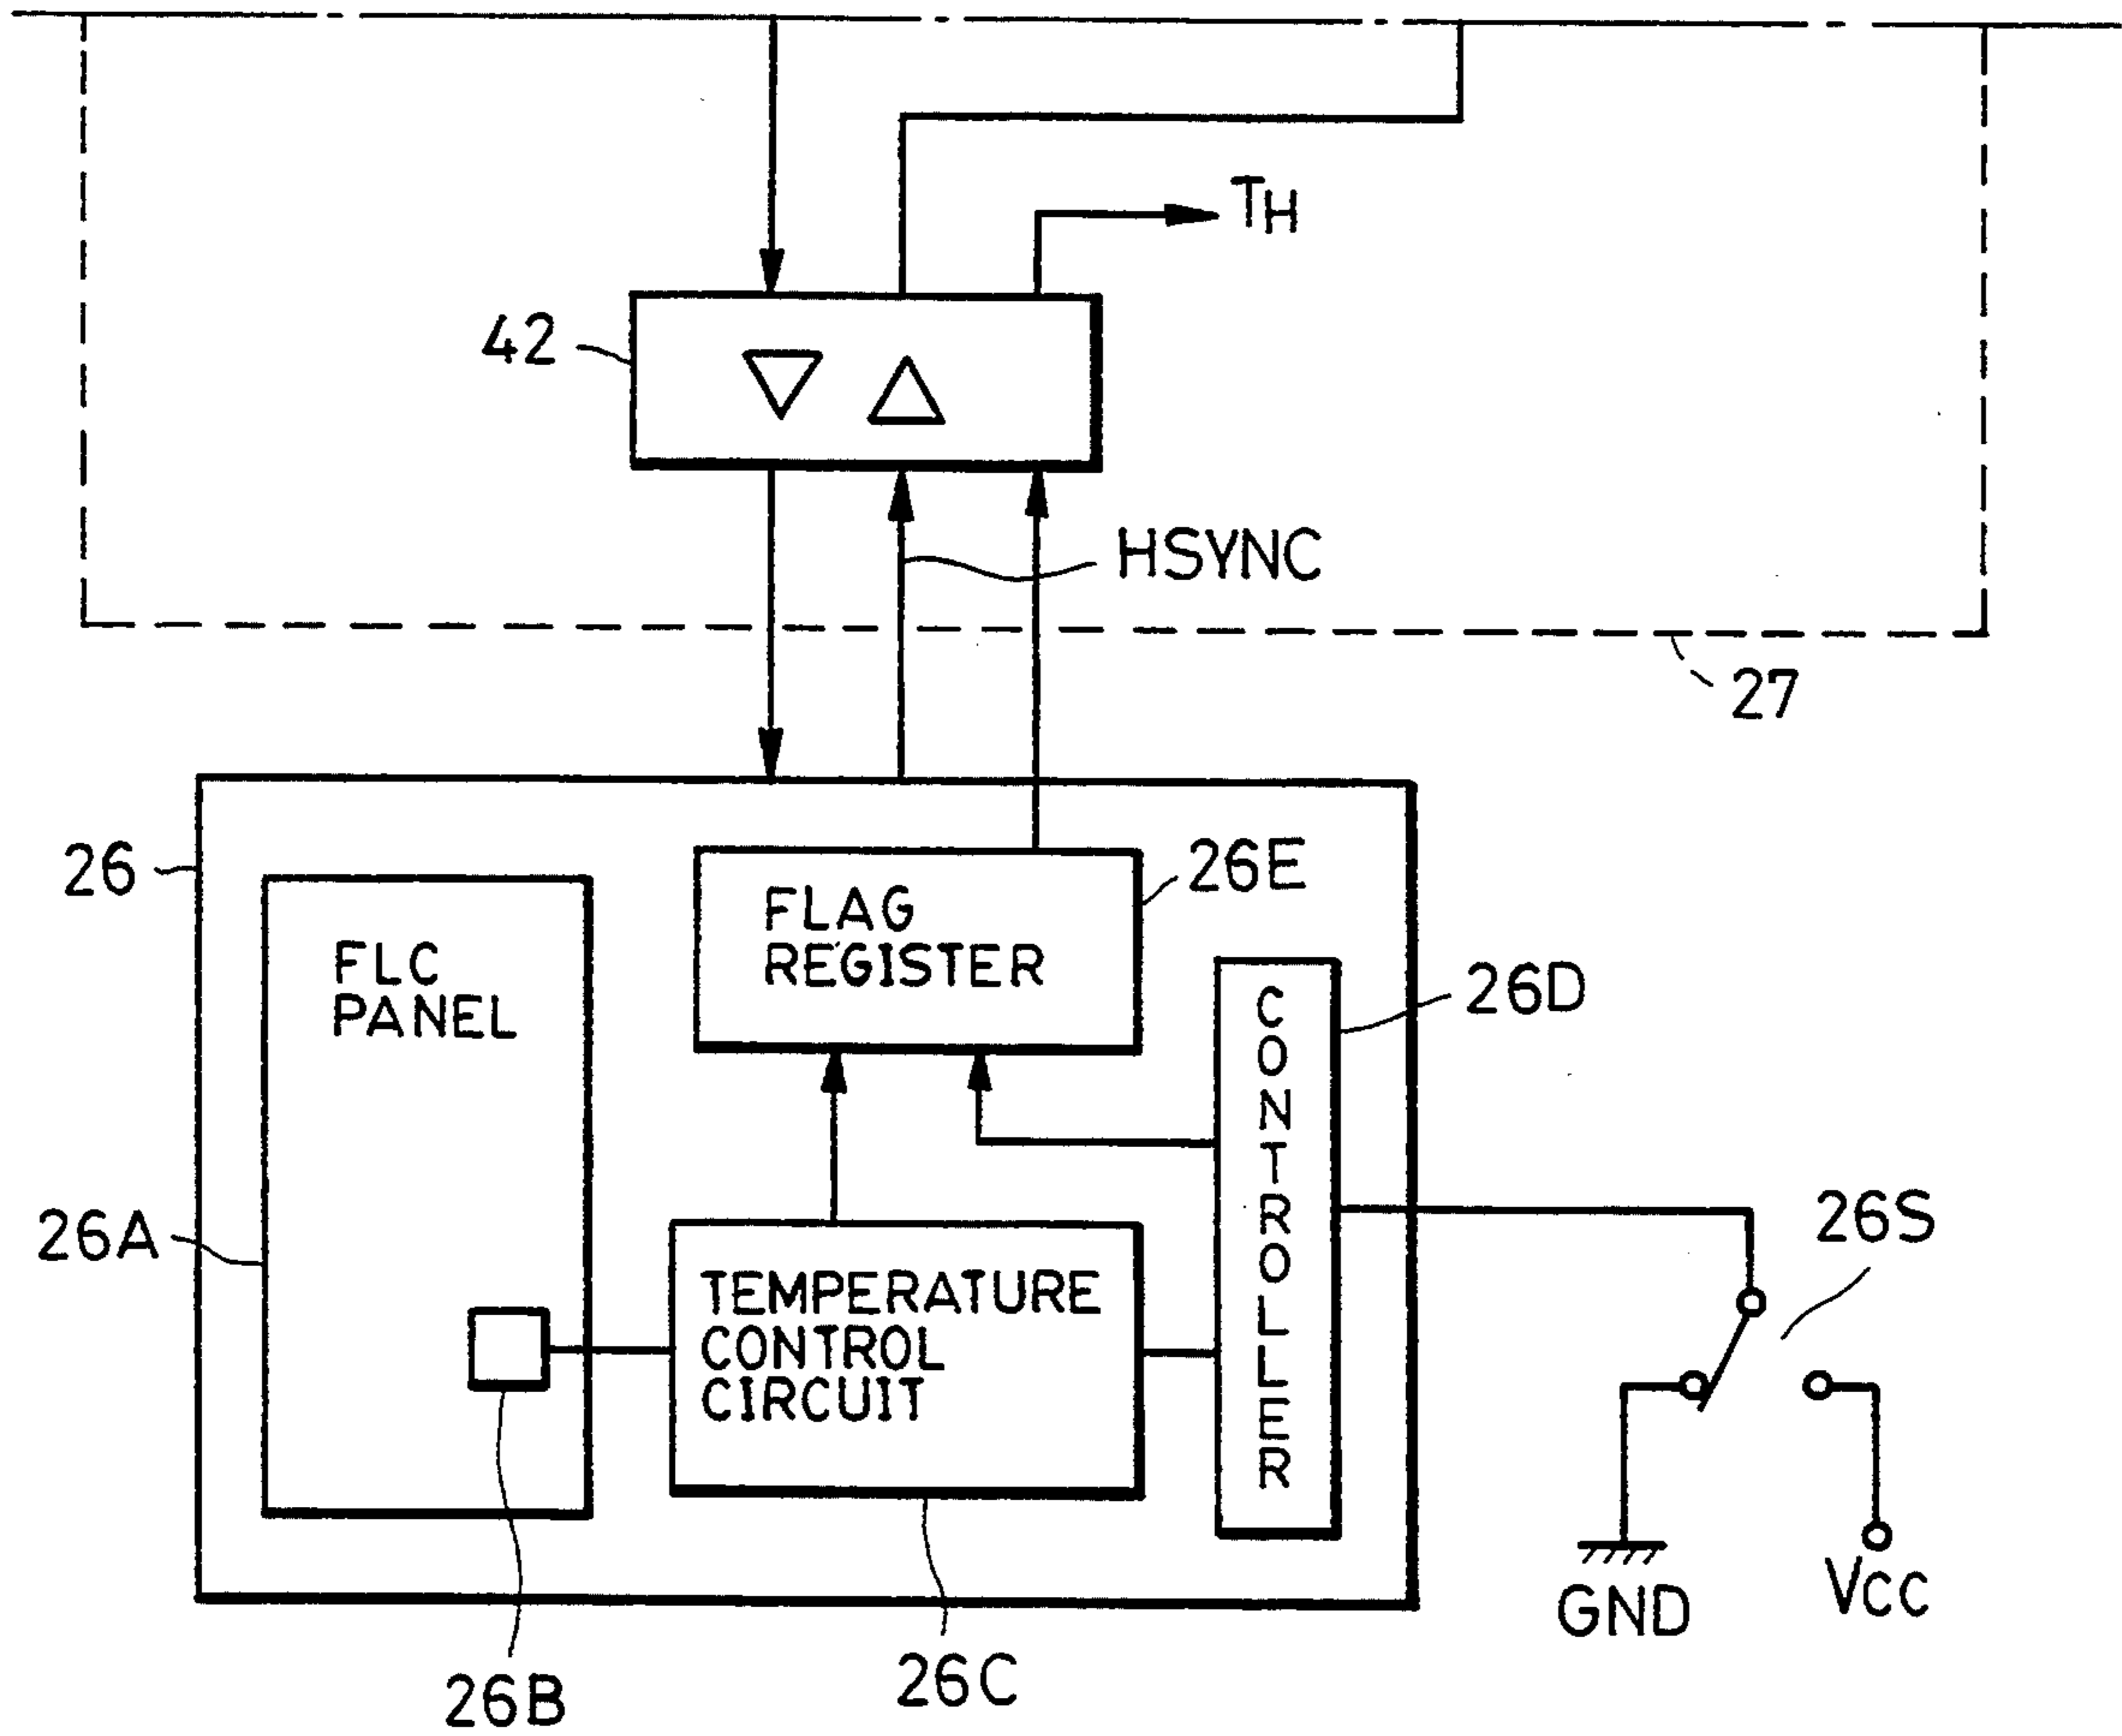 TH
42
HSYNC
27
26
26E
FLAG
REGISTER
FLC
PANEL
26D
CONTROLLER
26S
26A
TEMPERATURE
CONTROL
CIRCUIT
GND
VCC
26B
26C